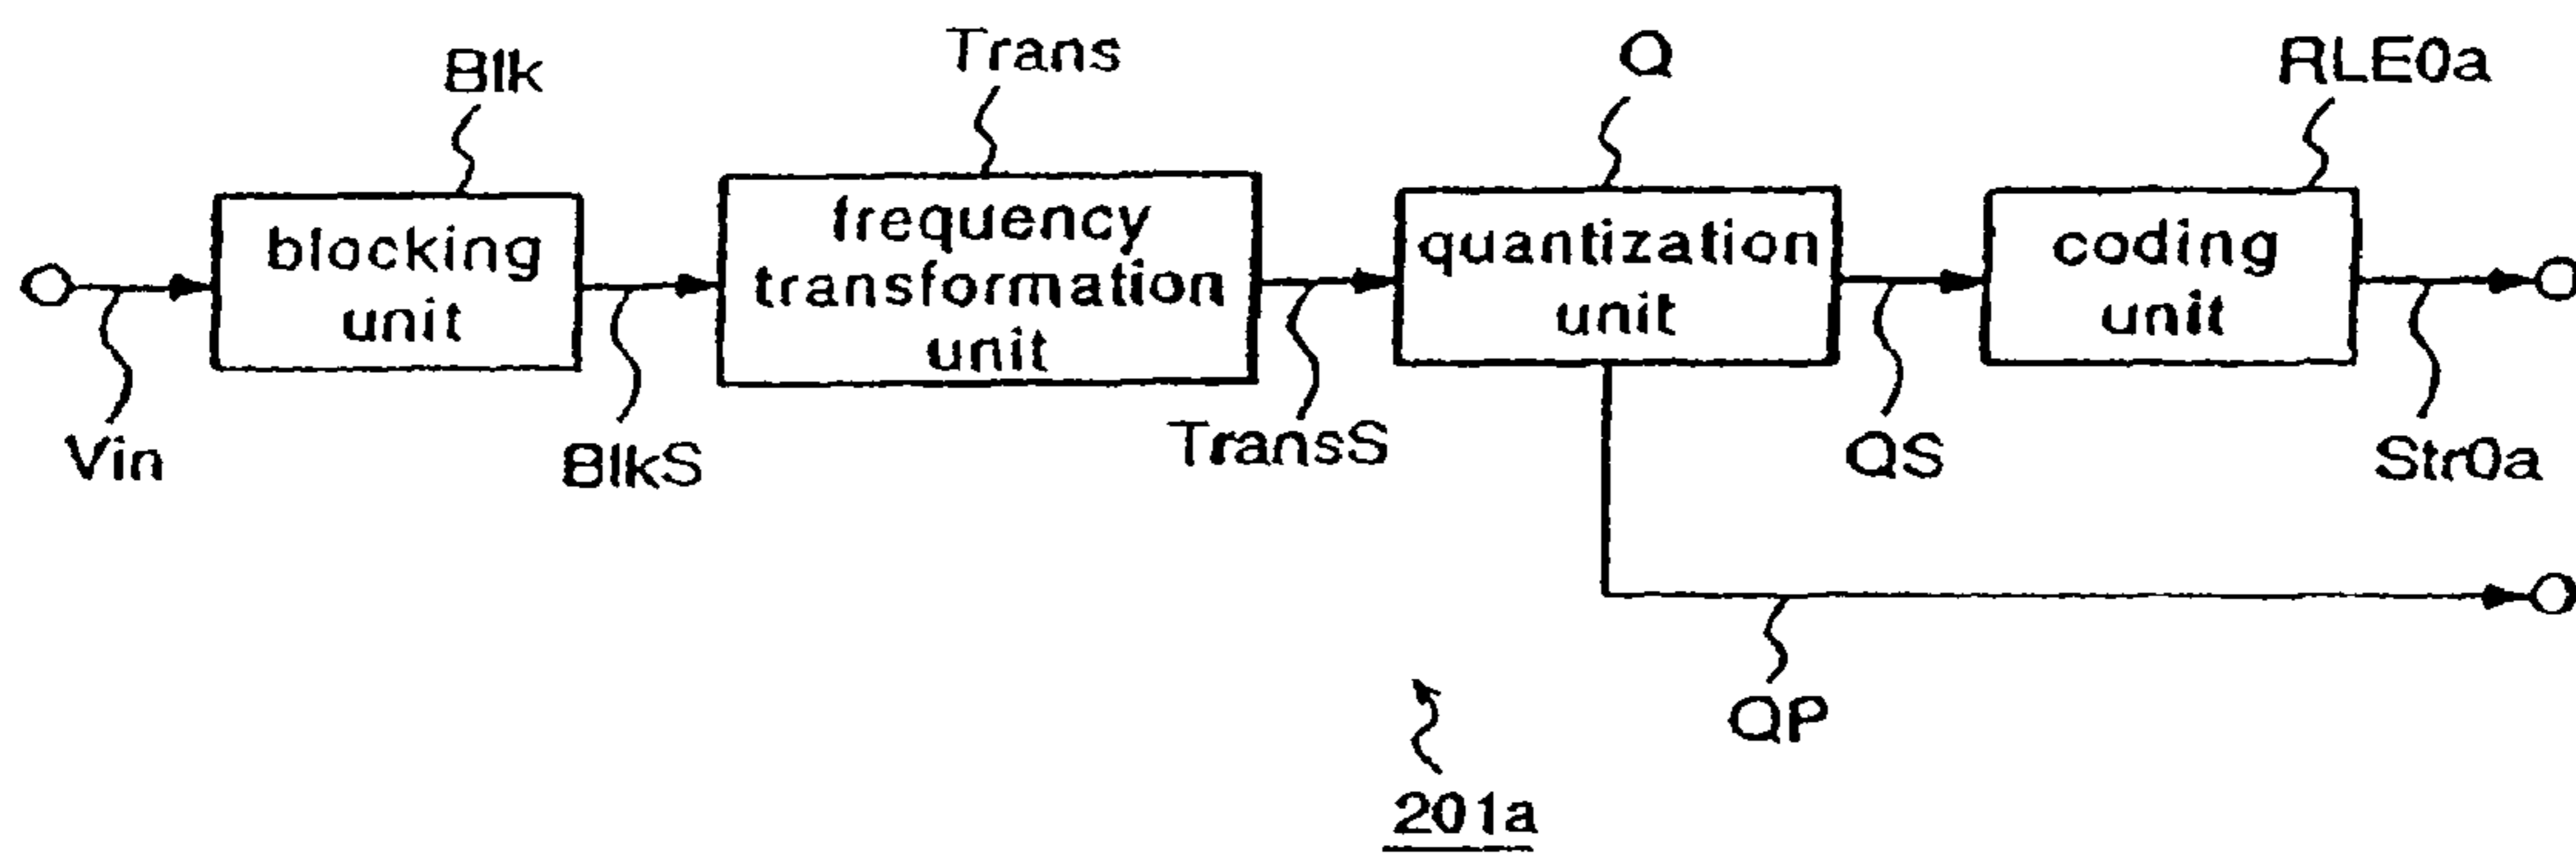 Blk
Trans
Q
RLE0a
blocking
unit
frequency
transformation
unit
quantization
unit
coding
unit
Vin
BlkS
TransS
QS
Str0a
QP
201a